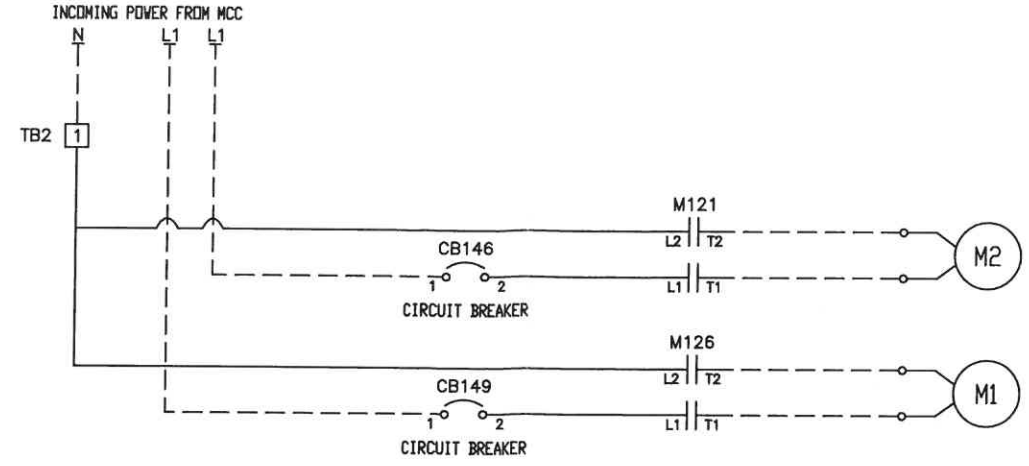 INCOMING POWER FROM MCC
N L1 L1
TB2 1
M121
L2 T2
CB146
M2
1 2 L1 T1
CIRCUIT BREAKER
M126
L2 T2
CB149
M1
1 2 L1 T1
CIRCUIT BREAKER